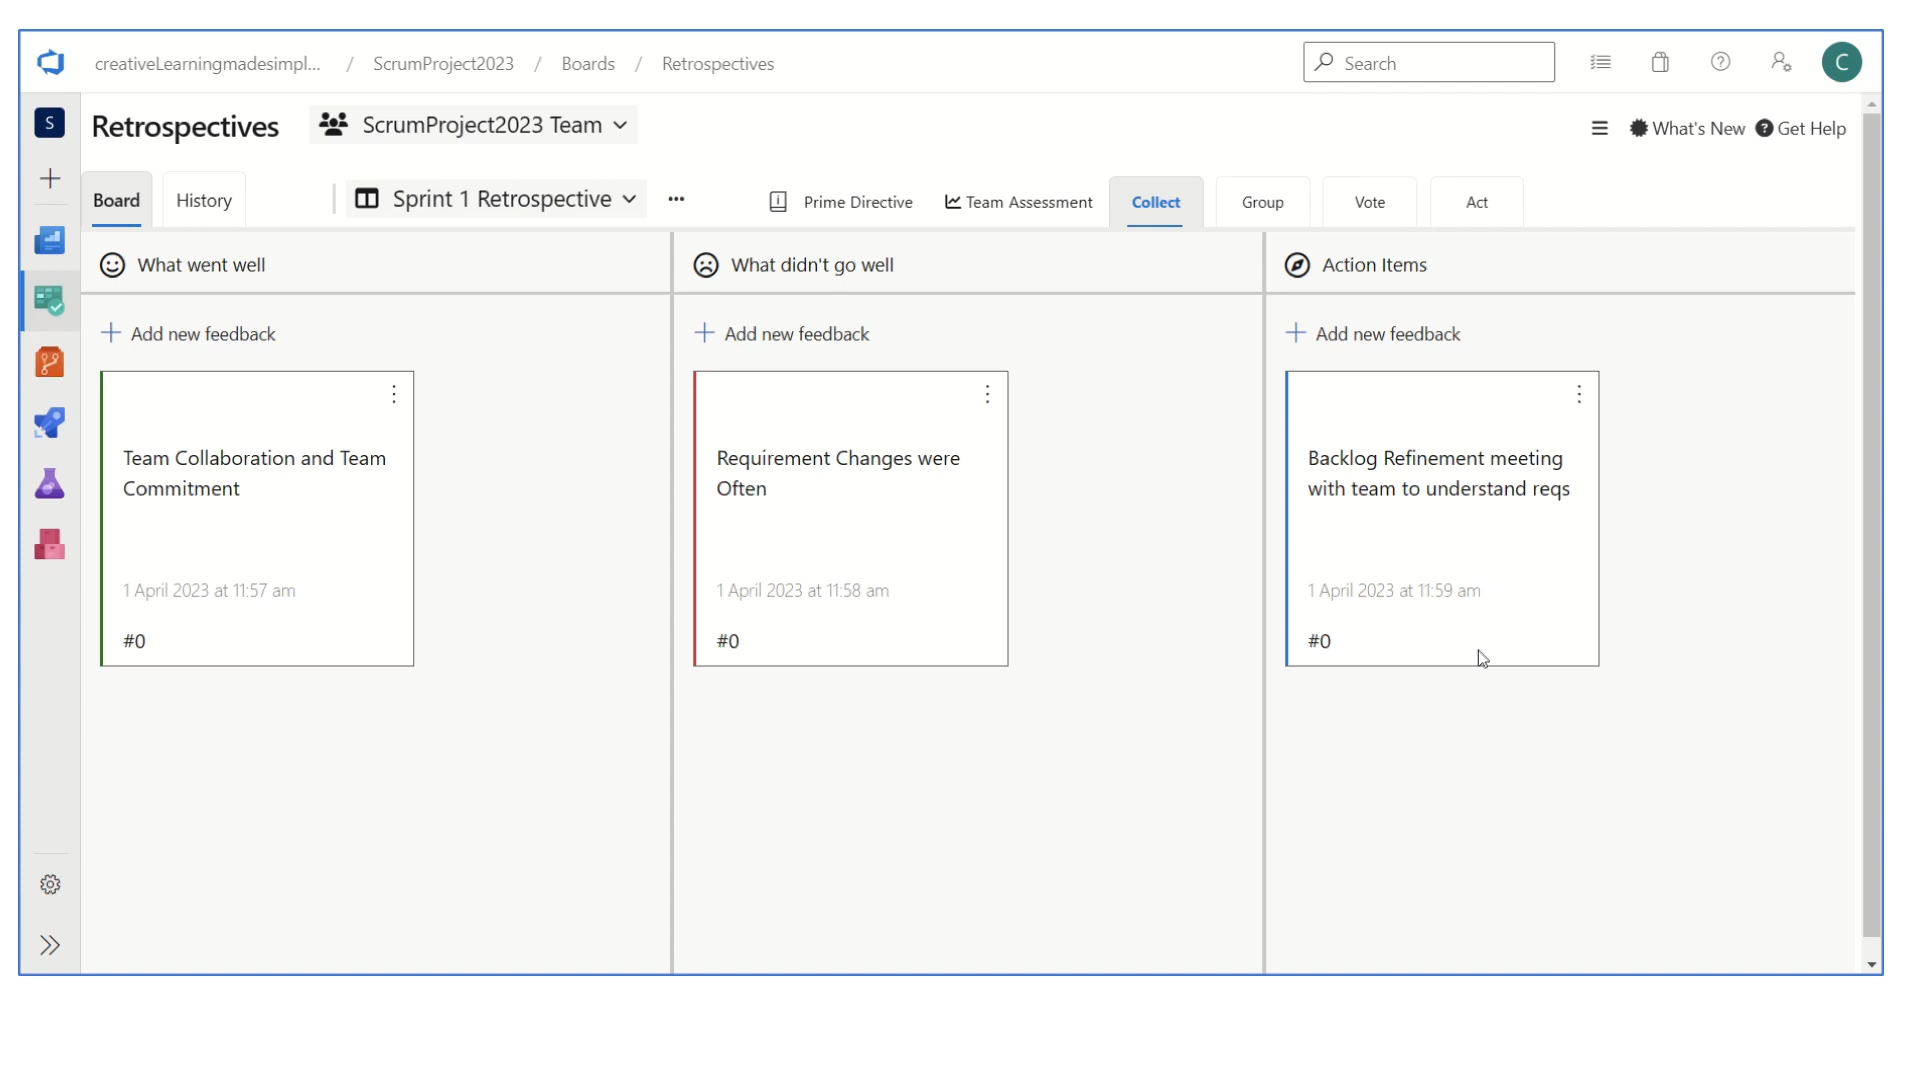 creativeLearningmadesimpl... / ScrumProject2023 / Boards / Retrospectives
Search
C
S
Retrospectives
ScrumProject2023 Team
What's New
Get Help
Board
History
Sprint 1 Retrospective
Prime Directive
Team Assessment
Collect
Group
Vote
Act
What went well
What didn't go well
Action Items
Add new feedback
Add new feedback
Add new feedback
Team Collaboration and Team
Commitment
1 April 2023 at 11:57 am
#0
Requirement Changes were
Often
1 April 2023 at 11:58 am
#0
Backlog Refinement meeting
with team to understand reqs
1 April 2023 at 11:59 am
#0